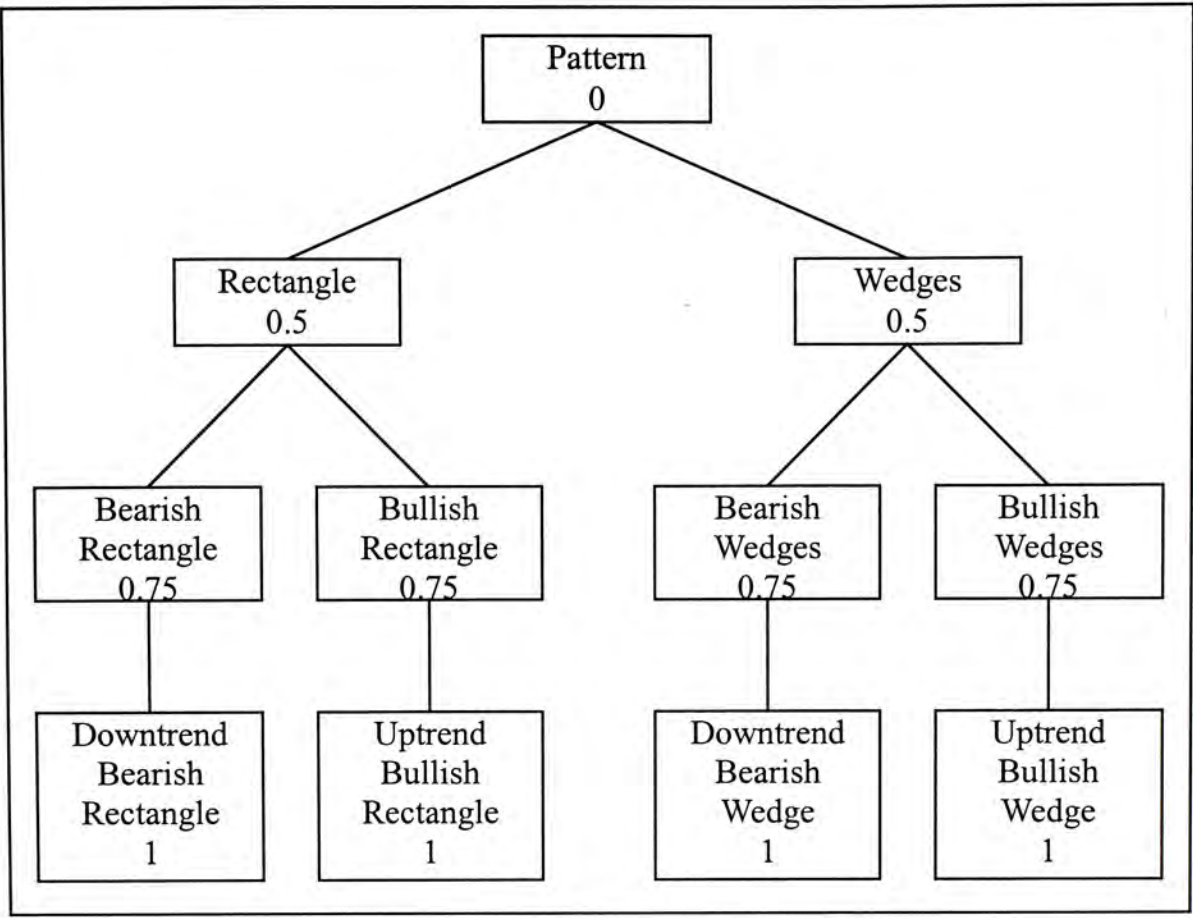 Pattern
0
Rectangle
0.5
Wedges
0.5
Bearish
Rectangle
0.75
Bullish
Rectangle
0.75
Bearish
Wedges
0.75
Bullish
Wedges
0.75
Downtrend
Bearish
Rectangle
1
Uptrend
Bullish
Rectangle
1
Downtrend
Bearish
Wedge
1
Uptrend
Bullish
Wedge
1